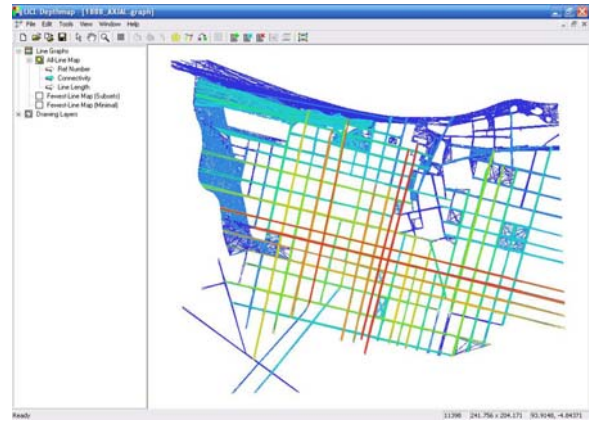 UCL Depthmap - [1888_AXIAL.graph]
File Edit Tools View Window Help
Line Graphs
All-Line Map
Ref Number
Connectivity
Line Length
Fewest-Line Map (Subsets)
Fewest-Line Map (Minimal)
Drawing Layers
Ready 11398 241.756 x 204.171 93.9148, -4.84371